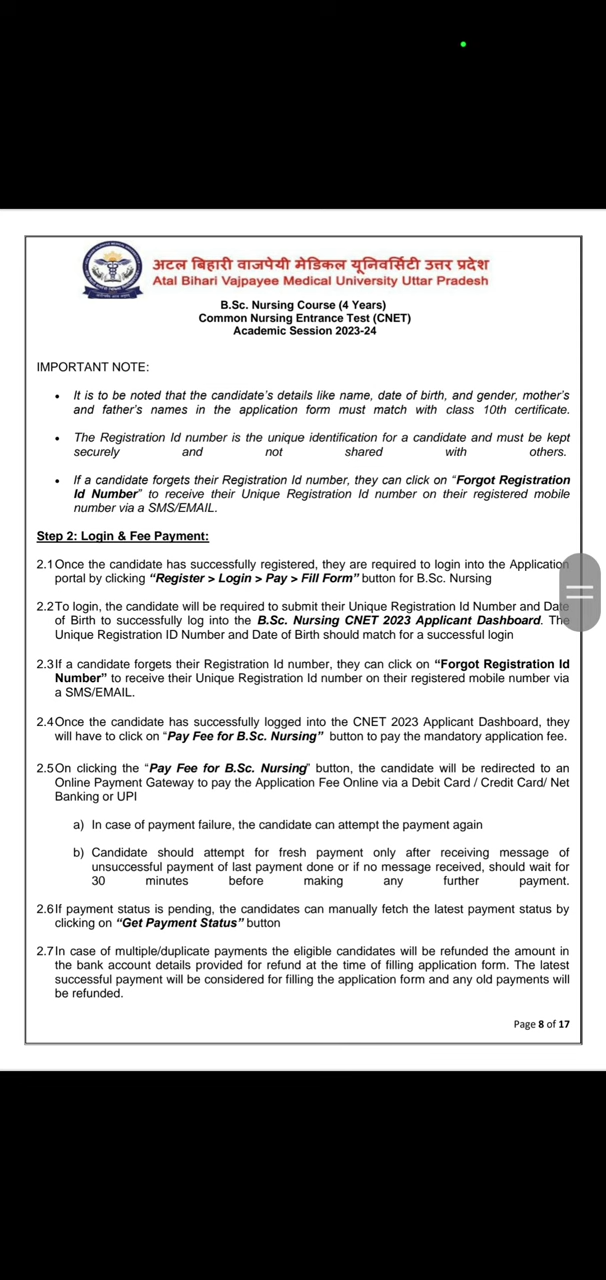 अटल बिहारी वाजपेयी मेडिकल यूनिवर्सिटी उत्तर प्रदेश
Atal Bihari Vajpayee Medical University Uttar Pradesh
B.Sc. Nursing Course (4 Years)
Common Nursing Entrance Test (CNET)
Academic Session 2023-24
IMPORTANT NOTE:
• It is to be noted that the candidate's details like name, date of birth, and gender, mother's
and father's names in the application form must match with class 10th certificate.
• The Registration Id number is the unique identification for a candidate and must be kept
securely and not shared with others.
• If a candidate forgets their Registration Id number, they can click on "Forgot Registration
Id Number" to receive their Unique Registration Id number on their registered mobile
number via a SMS/EMAIL.
Step 2: Login & Fee Payment:
2.1 Once the candidate has successfully registered, they are required to login into the Application
portal by clicking "Register > Login > Pay > Fill Form" button for B.Sc. Nursing
2.2 To login, the candidate will be required to submit their Unique Registration Id Number and Date
of Birth to successfully log into the B.Sc. Nursing CNET 2023 Applicant Dashboard. The
Unique Registration ID Number and Date of Birth should match for a successful login
2.3 If a candidate forgets their Registration Id number, they can click on "Forgot Registration Id
Number" to receive their Unique Registration Id number on their registered mobile number via
a SMS/EMAIL.
2.4 Once the candidate has successfully logged into the CNET 2023 Applicant Dashboard, they
will have to click on "Pay Fee for B.Sc. Nursing" button to pay the mandatory application fee.
2.5 On clicking the "Pay Fee for B.Sc. Nursing" button, the candidate will be redirected to an
Online Payment Gateway to pay the Application Fee Online via a Debit Card / Credit Card/ Net
Banking or UPI
a) In case of payment failure, the candidate can attempt the payment again
b) Candidate should attempt for fresh payment only after receiving message of
unsuccessful payment of last payment done or if no message received, should wait for
30 minutes before making any further payment.
2.6 If payment status is pending, the candidates can manually fetch the latest payment status by
clicking on "Get Payment Status" button
2.7 In case of multiple/duplicate payments the eligible candidates will be refunded the amount in
the bank account details provided for refund at the time of filling application form. The latest
successful payment will be considered for filling the application form and any old payments will
be refunded.
Page 8 of 17